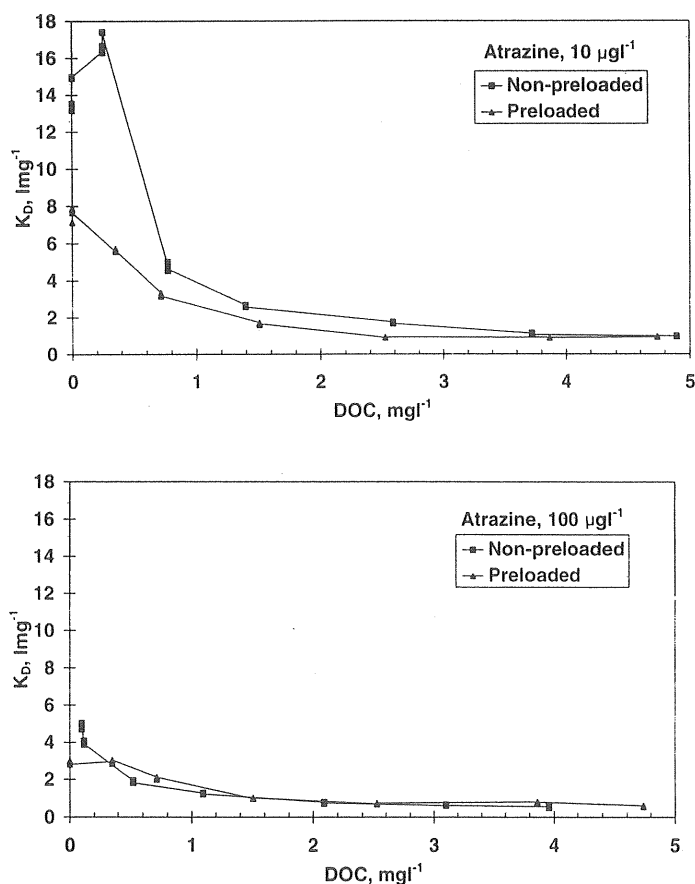 18
16
14
12
10
8
6
4
2
0
K_D, lmg⁻¹
Atrazine, 10 µgl⁻¹
Non-preloaded
Preloaded
0 1 2 3 4 5
DOC, mgl⁻¹
18
16
14
12
10
8
6
4
2
0
K_D, lmg⁻¹
Atrazine, 100 µgl⁻¹
Non-preloaded
Preloaded
0 1 2 3 4 5
DOC, mgl⁻¹